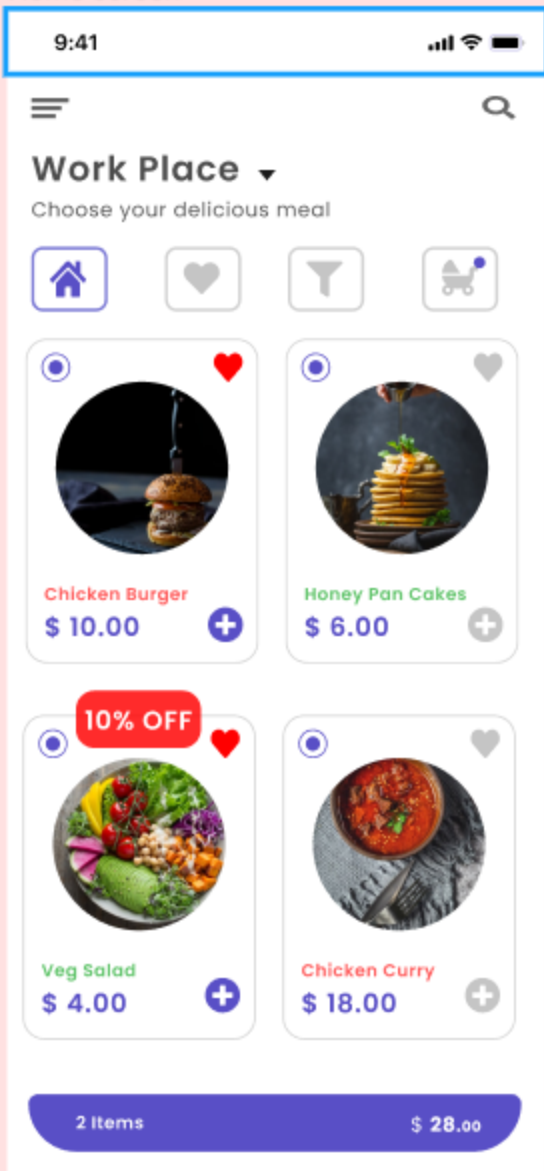 9:41
Work Place
Choose your delicious meal
Chicken Burger
$ 10.00
Honey Pan Cakes
$ 6.00
10% OFF
Veg Salad
$ 4.00
Chicken Curry
$ 18.00
2 Items
$ 28.00